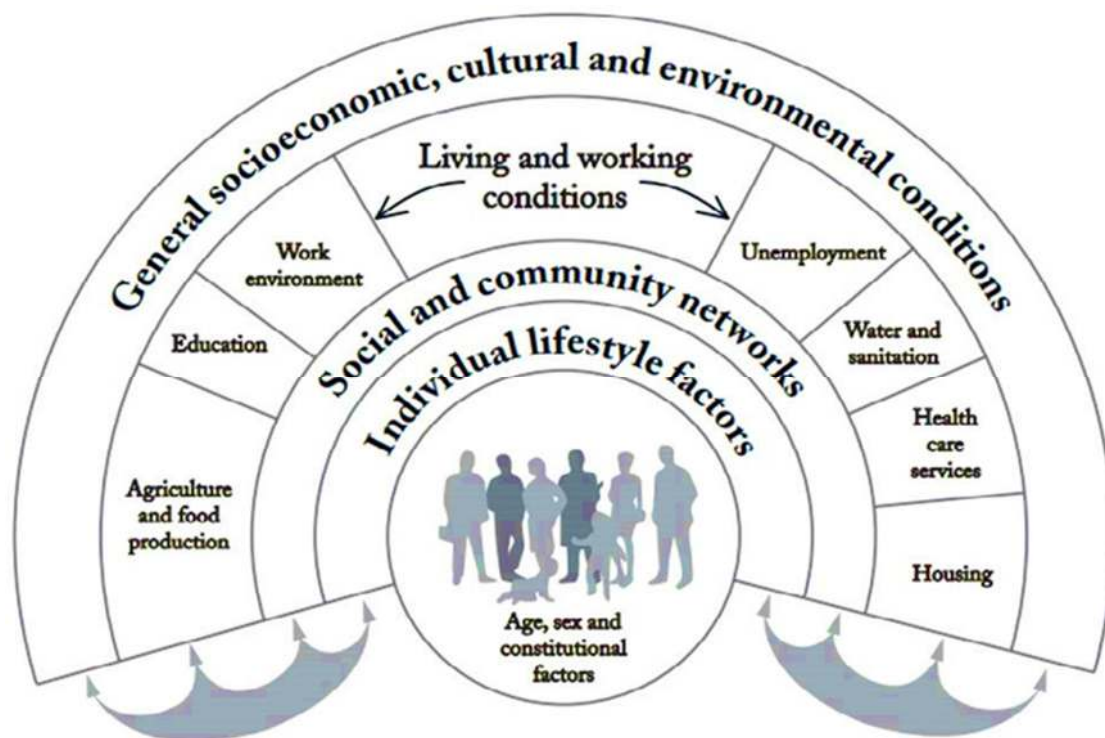 General socioeconomic, cultural and environmental conditions
Living and working
conditions
Work
environment
Unemployment
Education
Water and
sanitation
Agriculture
and food
production
Health
care
services
Housing
Social and community networks
Individual lifestyle factors
Age, sex and
constitutional
factors